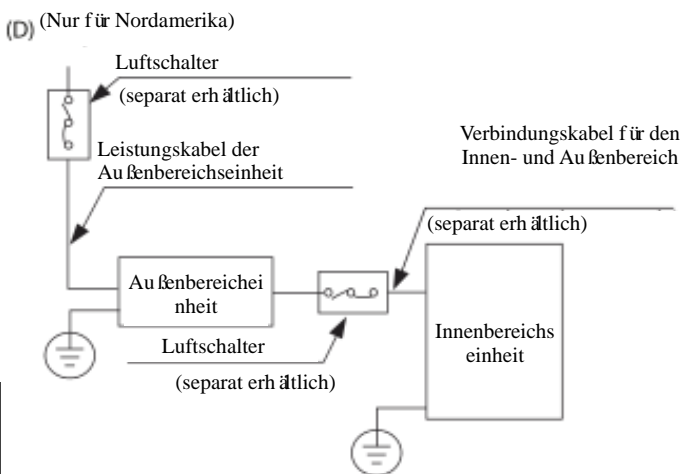 (D) (Nur für Nordamerika)
Luftschalter
(separat erhältlich)
Leistungskabel der
Außenbereichseinheit
Verbindungskabel für den
Innen- und Außenbereich
(separat erhältlich)
Außenbereichei
nheit
Innenbereichs
einheit
Luftschalter
(separat erhältlich)